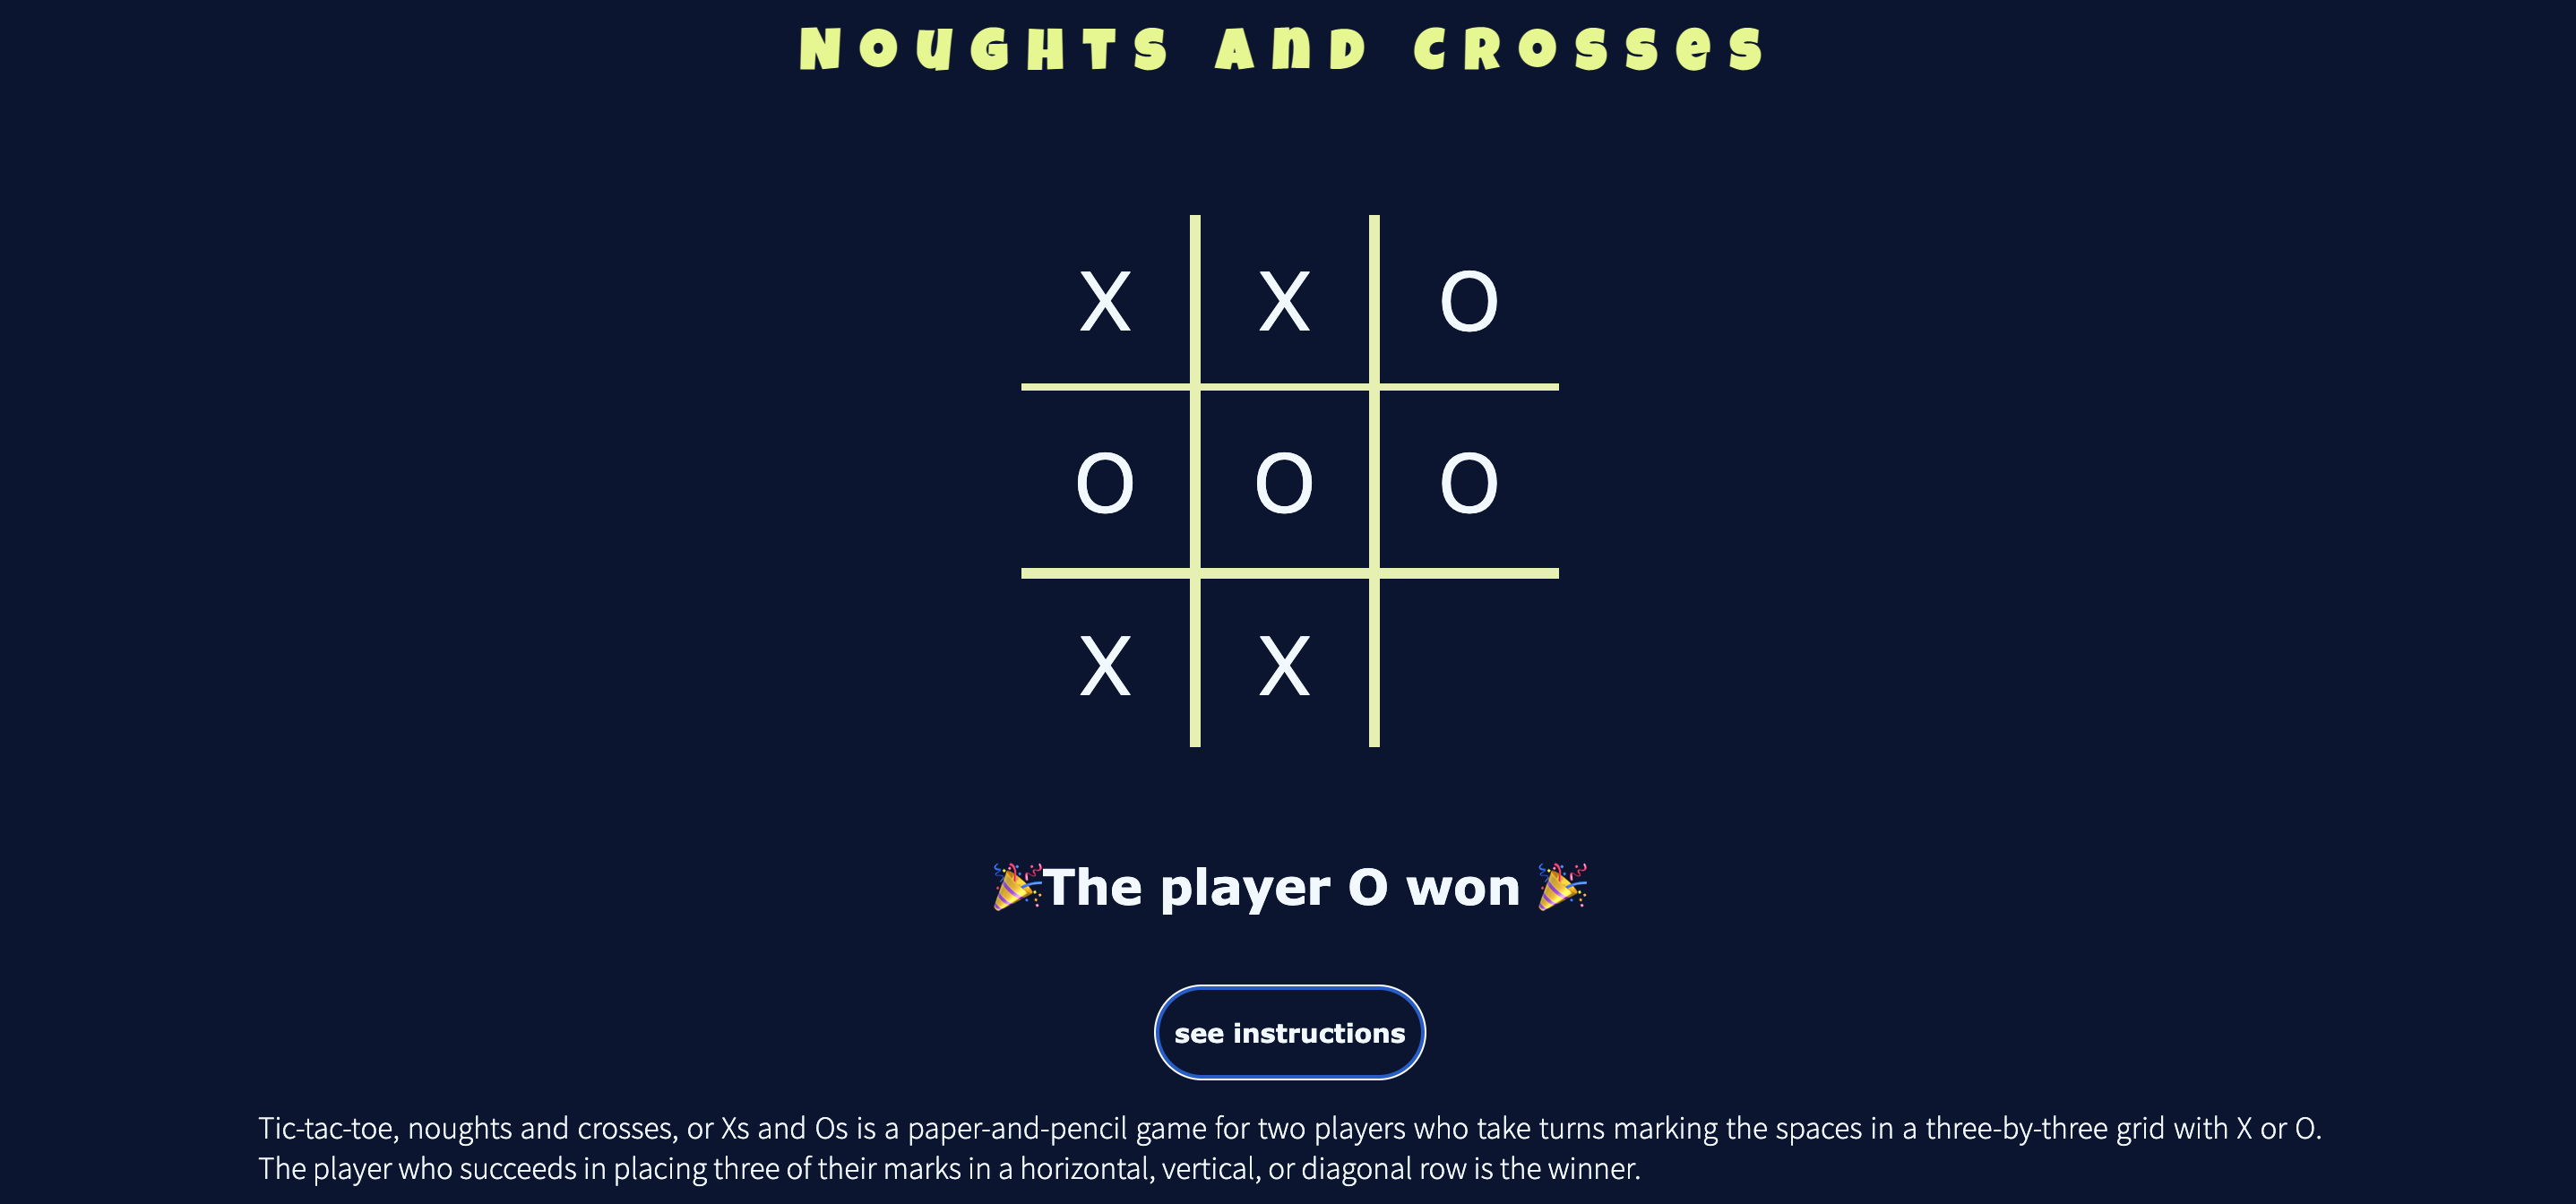 NOUGHTS AND CROSSES
X X O
O O O
X X
🎉The player O won 🎉
see instructions
Tic-tac-toe, noughts and crosses, or Xs and Os is a paper-and-pencil game for two players who take turns marking the spaces in a three-by-three grid with X or O.
The player who succeeds in placing three of their marks in a horizontal, vertical, or diagonal row is the winner.